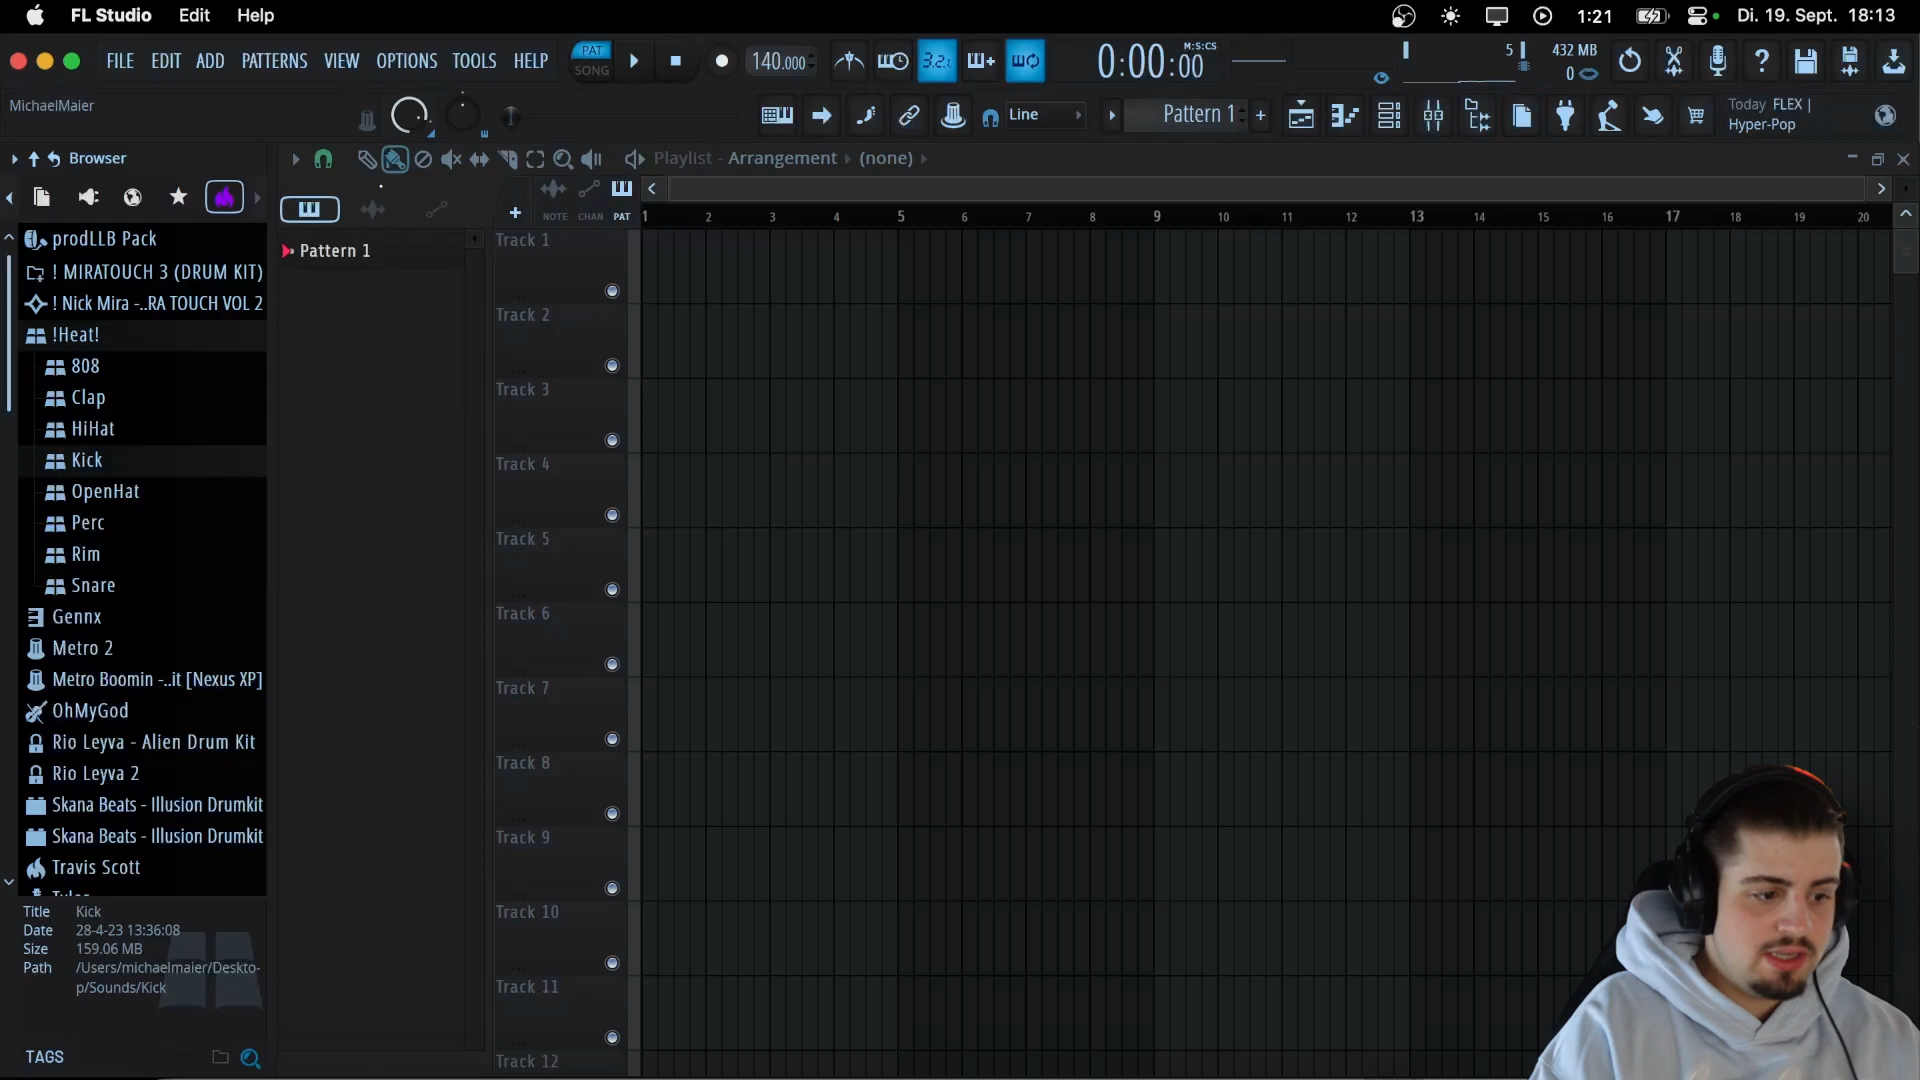 FL Studio Edit Help 1:21 Di. 19. Sept. 18:13
FILE EDIT ADD PATTERNS VIEW OPTIONS TOOLS HELP PAT SONG 140.000 3.2 0:00:00 M:S:CS 5 432 MB 0
MichaelMaier Line Pattern 1 + Today FLEX |
Hyper-Pop
Browser Playlist - Arrangement (none)
NOTE CHAN PAT
1 2 3 4 5 6 7 8 9 10 11 12 13 14 15 16 17 18 19 20
prodLLB Pack
! MIRATOUCH 3 (DRUM KIT)
! Nick Mira -..RA TOUCH VOL 2
!Heat!
808
Clap
HiHat
Kick
OpenHat
Perc
Rim
Snare
Gennx
Metro 2
Metro Boomin -..it [Nexus XP]
OhMyGod
Rio Leyva - Alien Drum Kit
Rio Leyva 2
Skana Beats - Illusion Drumkit
Skana Beats - Illusion Drumkit
Travis Scott
Title Kick
Date 28-4-23 13:36:08
Size 159.06 MB
Path /Users/michaelmaier/Deskto-
p/Sounds/Kick
TAGS
Pattern 1
Track 1
Track 2
Track 3
Track 4
Track 5
Track 6
Track 7
Track 8
Track 9
Track 10
Track 11
Track 12